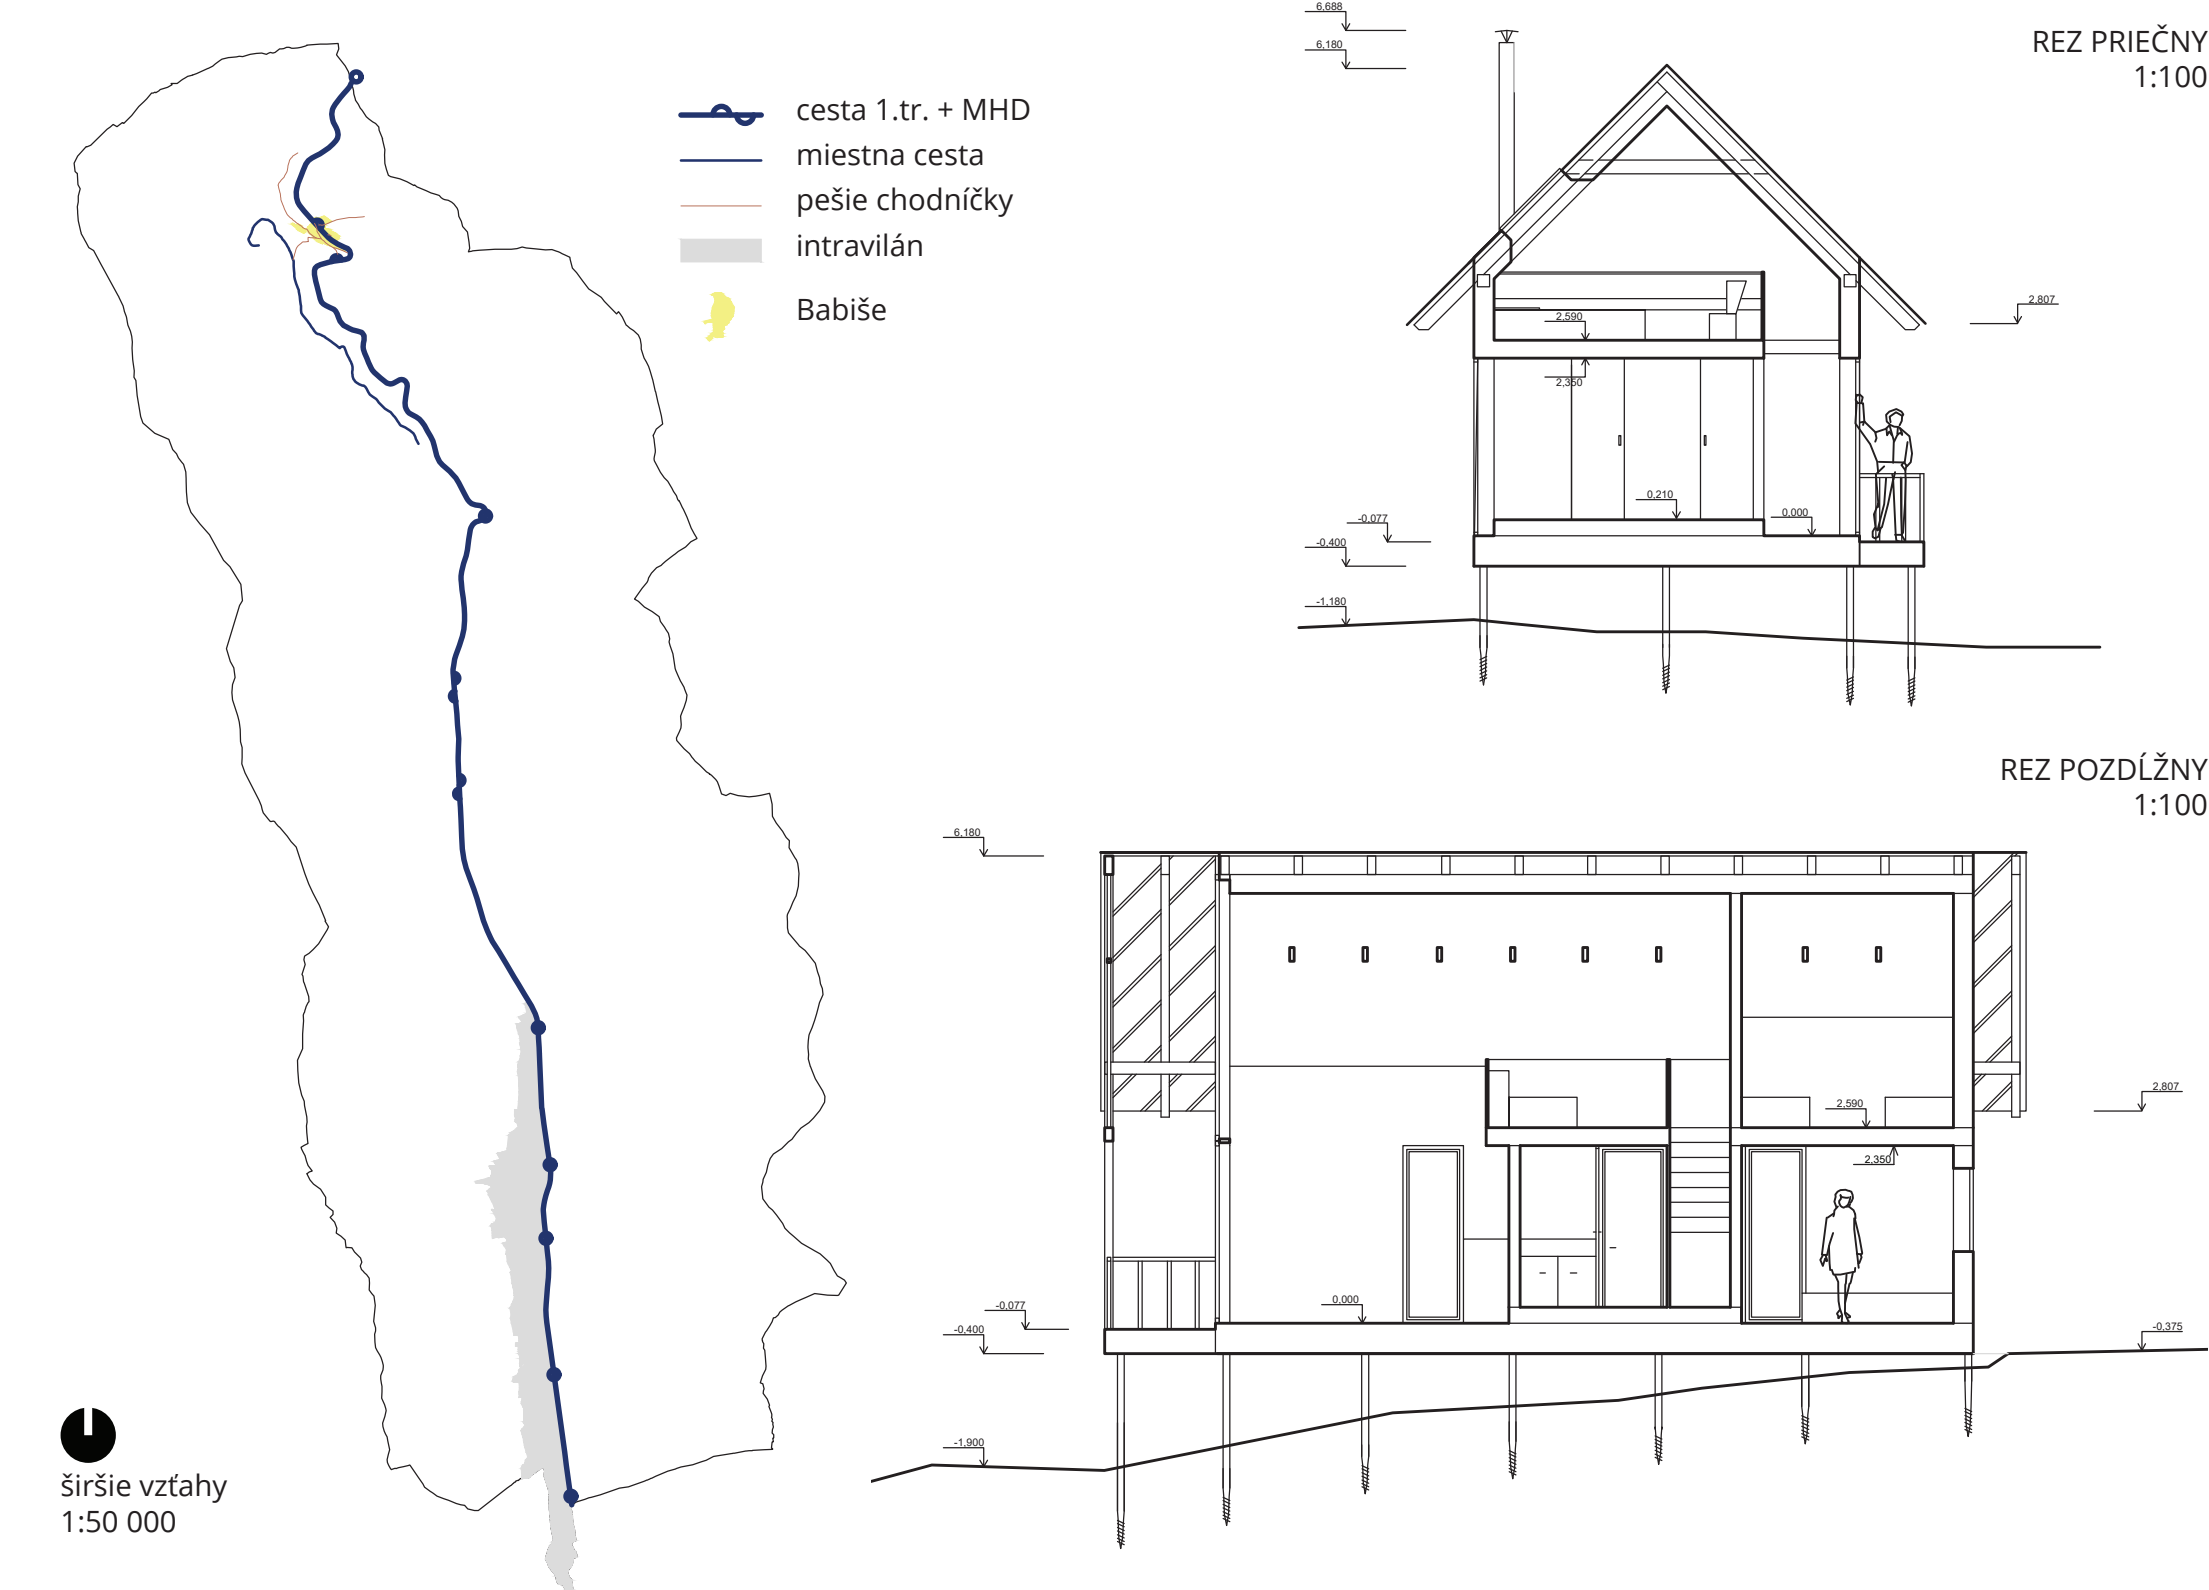 cesta 1.tr. + MHD
miestna cesta
pešie chodníčky
intravilán
Babiše
širšie vzťahy
1:50 000
REZ PRIEČNY
1:100
6,688
6,180
2,807
2,590
2,350
0,210
0,000
-0,077
-0,400
-1,180
REZ POZDĹŽNY
1:100
6,180
2,807
2,590
2,350
0,000
-0,077
-0,400
-0,375
-1,900